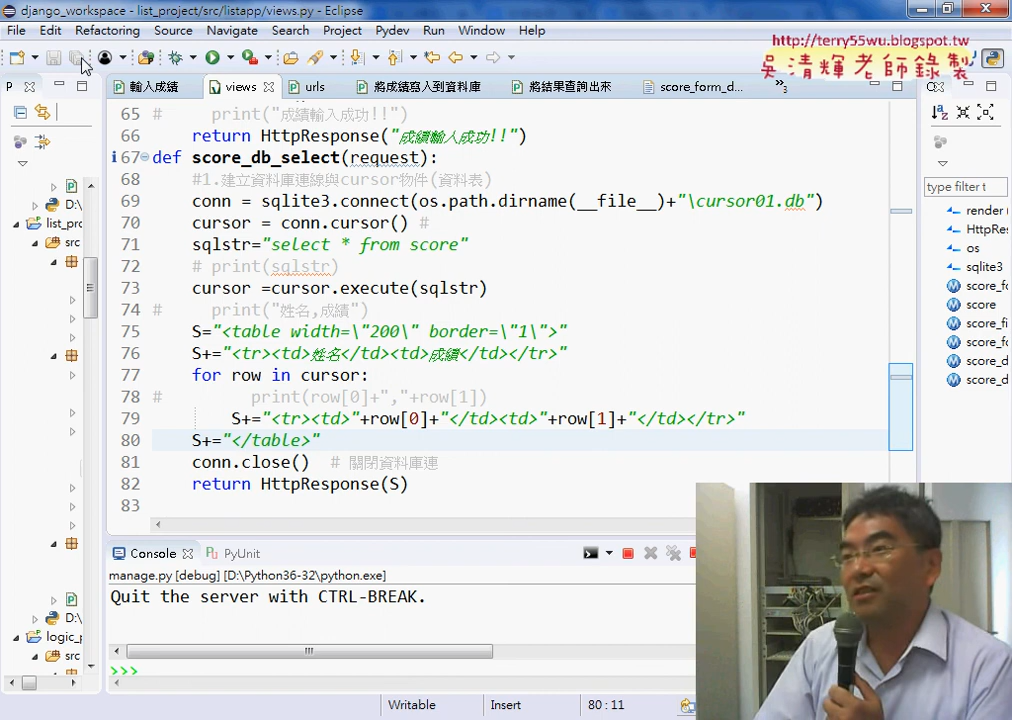 django_workspace - list_project/src/listapp/views.py - Eclipse
File Edit Refactoring Source Navigate Search Project Pydev Run Window Help
http://terry55wu.blogspot.tw
吳清輝老師錄製
P
輸入成績
views
urls
將成績寫入到資料庫
將結果查詢出來
score_form_d...
»3
65 # print("成績輸入成功!!")
66 return HttpResponse("成績輸入成功!!")
67 def score_db_select(request):
68 #1.建立資料庫連線與cursor物件(資料表)
69 conn = sqlite3.connect(os.path.dirname(__file__)+"\cursor01.db")
70 cursor = conn.cursor() #
71 sqlstr="select * from score"
72 # print(sqlstr)
73 cursor =cursor.execute(sqlstr)
74 # print("姓名,成績")
75 S="<table width=\"200\" border=\"1\">"
76 S+="<tr><td>姓名</td><td>成績</td></tr>"
77 for row in cursor:
78 # print(row[0]+","+row[1])
79 S+="<tr><td>"+row[0]+"</td><td>"+row[1]+"</td></tr>"
80 S+="</table>"
81 conn.close() # 關閉資料庫連
82 return HttpResponse(S)
83
D:\
list_pro
src
D:\
logic_p
src
type filter t
render (
HttpRes
os
sqlite3
score_fo
score
score_fi
score_fo
score_d
score_d
Console
PyUnit
manage.py [debug] [D:\Python36-32\python.exe]
Quit the server with CTRL-BREAK.
>>>
Writable
Insert
80 : 11